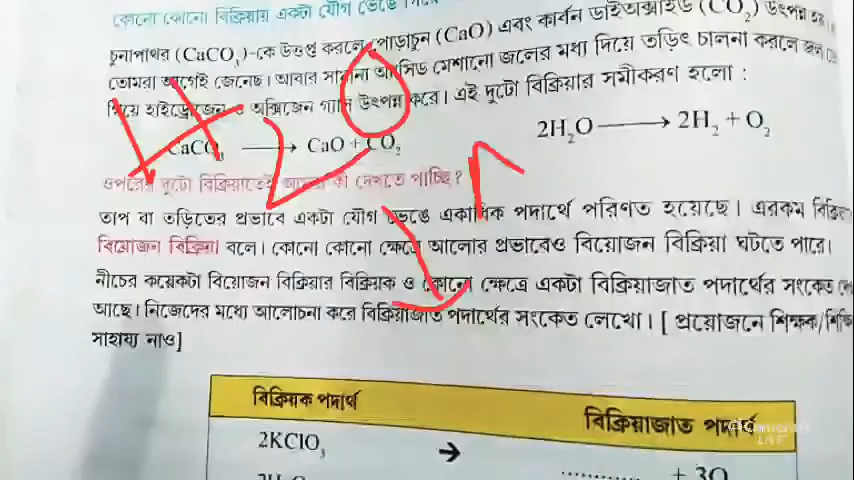 কোনো কোনো বিক্রিয়ায় একটা যৌগ ভেঙে গিয়ে
চুনাপাথর (CaCO₃)-কে উত্তপ্ত করলে পোড়াচুন (CaO) এবং কার্বন ডাইঅক্সাইড (CO₂) উৎপন্ন হয়।
তোমরা আগেই জেনেছ। আবার সামান্য অ্যাসিড মেশানো জলের মধ্য দিয়ে তড়িৎ চালনা করলে জল
গিয়ে হাইড্রোজেন ও অক্সিজেন গ্যাস উৎপন্ন করে। এই দুটো বিক্রিয়ার সমীকরণ হলো :
CaCO₃ ⟶ CaO + CO₂ 2H₂O ⟶ 2H₂ + O₂
ওপরের দুটো বিক্রিয়াতেই আমরা কী দেখতে পাচ্ছি?
তাপ বা তড়িতের প্রভাবে একটা যৌগ ভেঙে একাধিক পদার্থে পরিণত হয়েছে। এরকম
বিয়োজন বিক্রিয়া বলে। কোনো কোনো ক্ষেত্রে আলোর প্রভাবেও বিয়োজন বিক্রিয়া ঘটতে পারে।
নীচের কয়েকটা বিয়োজন বিক্রিয়ার বিক্রিয়ক ও কোনো ক্ষেত্রে একটা বিক্রিয়াজাত পদার্থের সংকেত
আছে। নিজেদের মধ্যে আলোচনা করে বিক্রিয়াজাত পদার্থের সংকেত লেখো। [ প্রয়োজনে শিক্ষক/
সাহায্য নাও]
বিক্রিয়ক পদার্থ বিক্রিয়াজাত পদার্থ
2KClO₃ → ............ + 3O
H 2 O